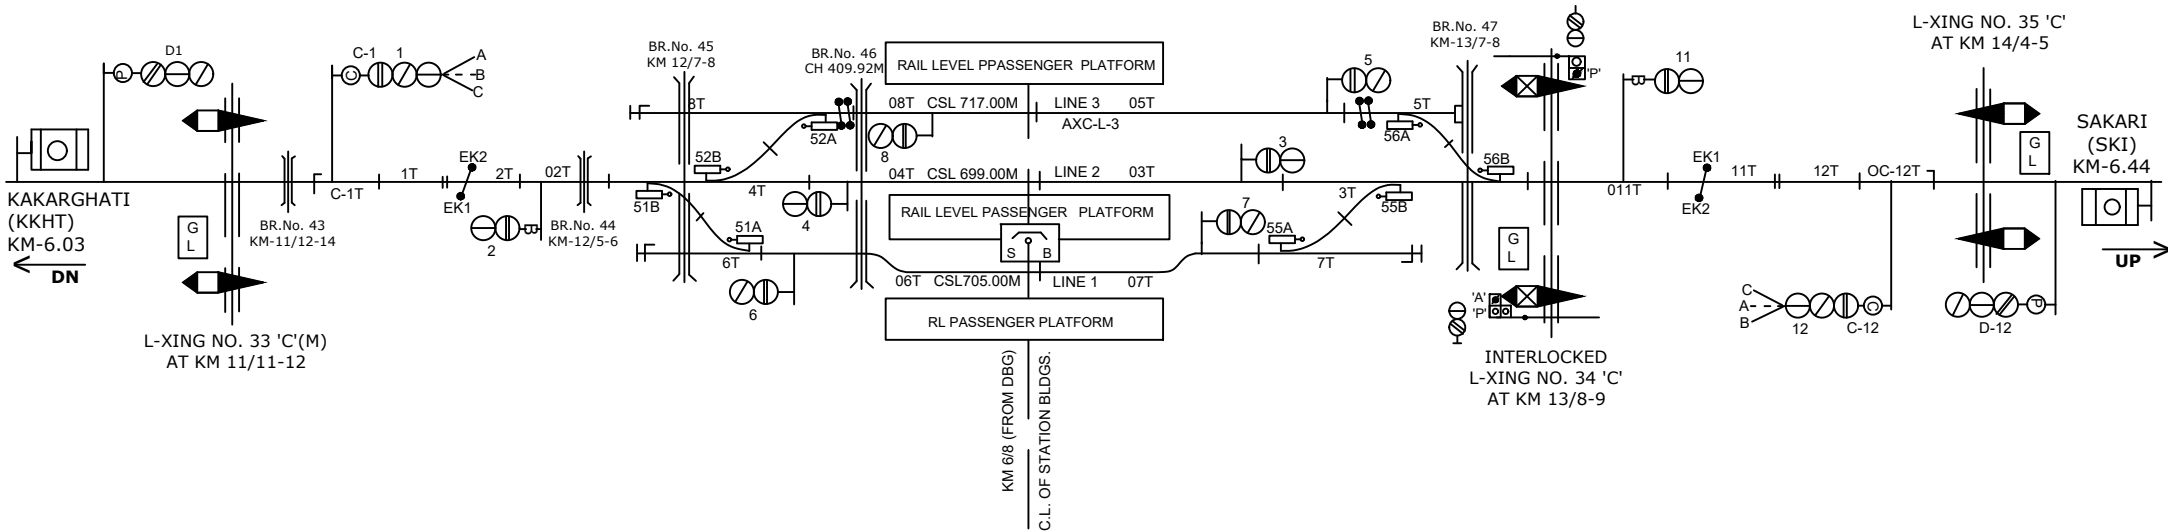 D1
P
C-1
1
C
A
B
C
BR.No. 45
KM 12/7-8
BR.No. 46
CH 409.92M
RAIL LEVEL PPASSENGER PLATFORM
5
BR.No. 47
KM-13/7-8
'P'
11
L-XING NO. 35 'C'
AT KM 14/4-5
8T
08T
CSL 717.00M
LINE 3
05T
AXC-L-3
5T
52A
56A
8
KAKARGHATI
(KKHT)
KM-6.03
DN
G
L
BR.No. 43
KM-11/12-14
C-1T
1T
EK2
EK1
2T
02T
2
BR.No. 44
KM-12/5-6
52B
51B
4T
4
04T
CSL 699.00M
LINE 2
03T
3
3T
56B
55B
011T
EK1
EK2
11T
12T
OC-12T
G
L
SAKARI
(SKI)
KM-6.44
UP
RAIL LEVEL PASSENGER PLATFORM
S
B
51A
6T
6
06T
CSL705.00M
LINE 1
07T
7
55A
7T
G
L
RL PASSENGER PLATFORM
'A'
'P'
C
A
B
12
C
C-12
D-12
P
L-XING NO. 33 'C'(M)
AT KM 11/11-12
INTERLOCKED
L-XING NO. 34 'C'
AT KM 13/8-9
KM 6/8 (FROM DBG)
C.L. OF STATION BLDGS.